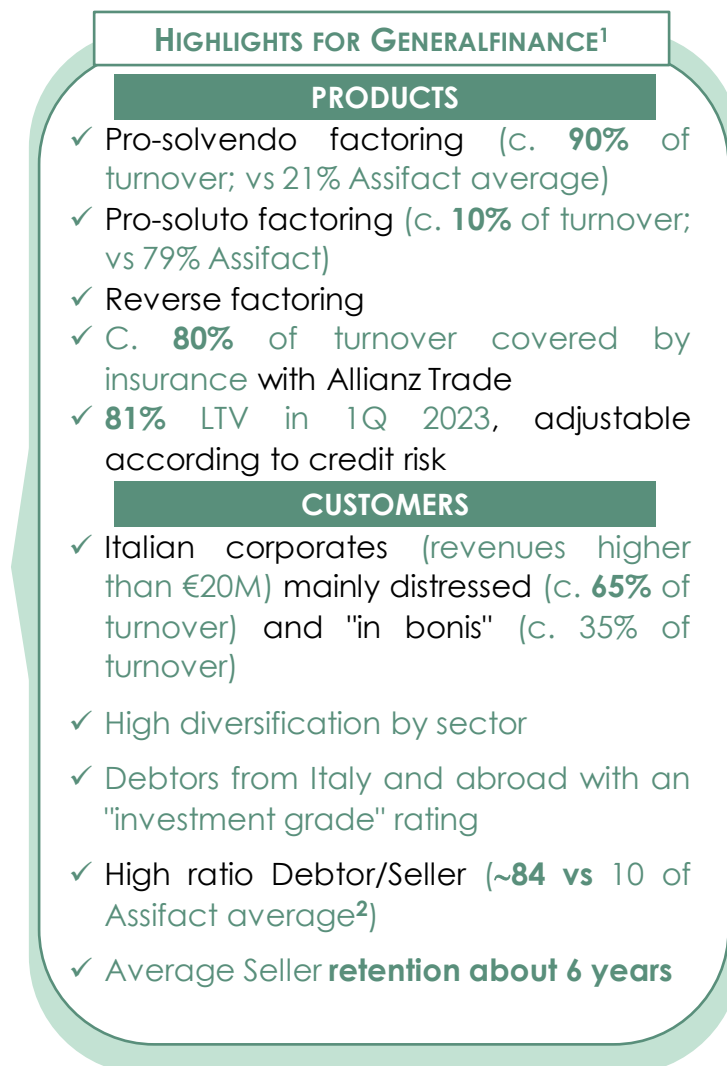 HIGHLIGHTS FOR GENERALFINANCE¹
PRODUCTS
✓ Pro-solvendo factoring (c. 90% of
turnover; vs 21% Assifact average)
✓ Pro-soluto factoring (c. 10% of turnover;
vs 79% Assifact)
✓ Reverse factoring
✓ C. 80% of turnover covered by
insurance with Allianz Trade
✓ 81% LTV in 1Q 2023, adjustable
according to credit risk
CUSTOMERS
✓ Italian corporates (revenues higher
than €20M) mainly distressed (c. 65% of
turnover) and "in bonis" (c. 35% of
turnover)
✓ High diversification by sector
✓ Debtors from Italy and abroad with an
"investment grade" rating
✓ High ratio Debtor/Seller (~84 vs 10 of
Assifact average²)
✓ Average Seller retention about 6 years